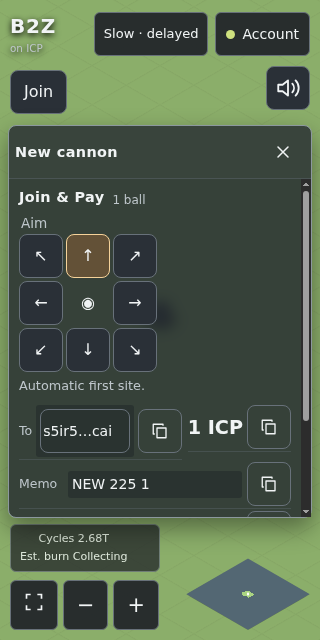 B2Z
on ICP
Slow · delayed
Account
Join
New cannon
Join & Pay 1 ball
Aim
↖ ↑ ↗
← ◉ →
↙ ↓ ↘
Automatic first site.
To s5ir5...cai 1 ICP
Memo NEW 225 1
Cycles 2.68T
Est. burn Collecting
− +